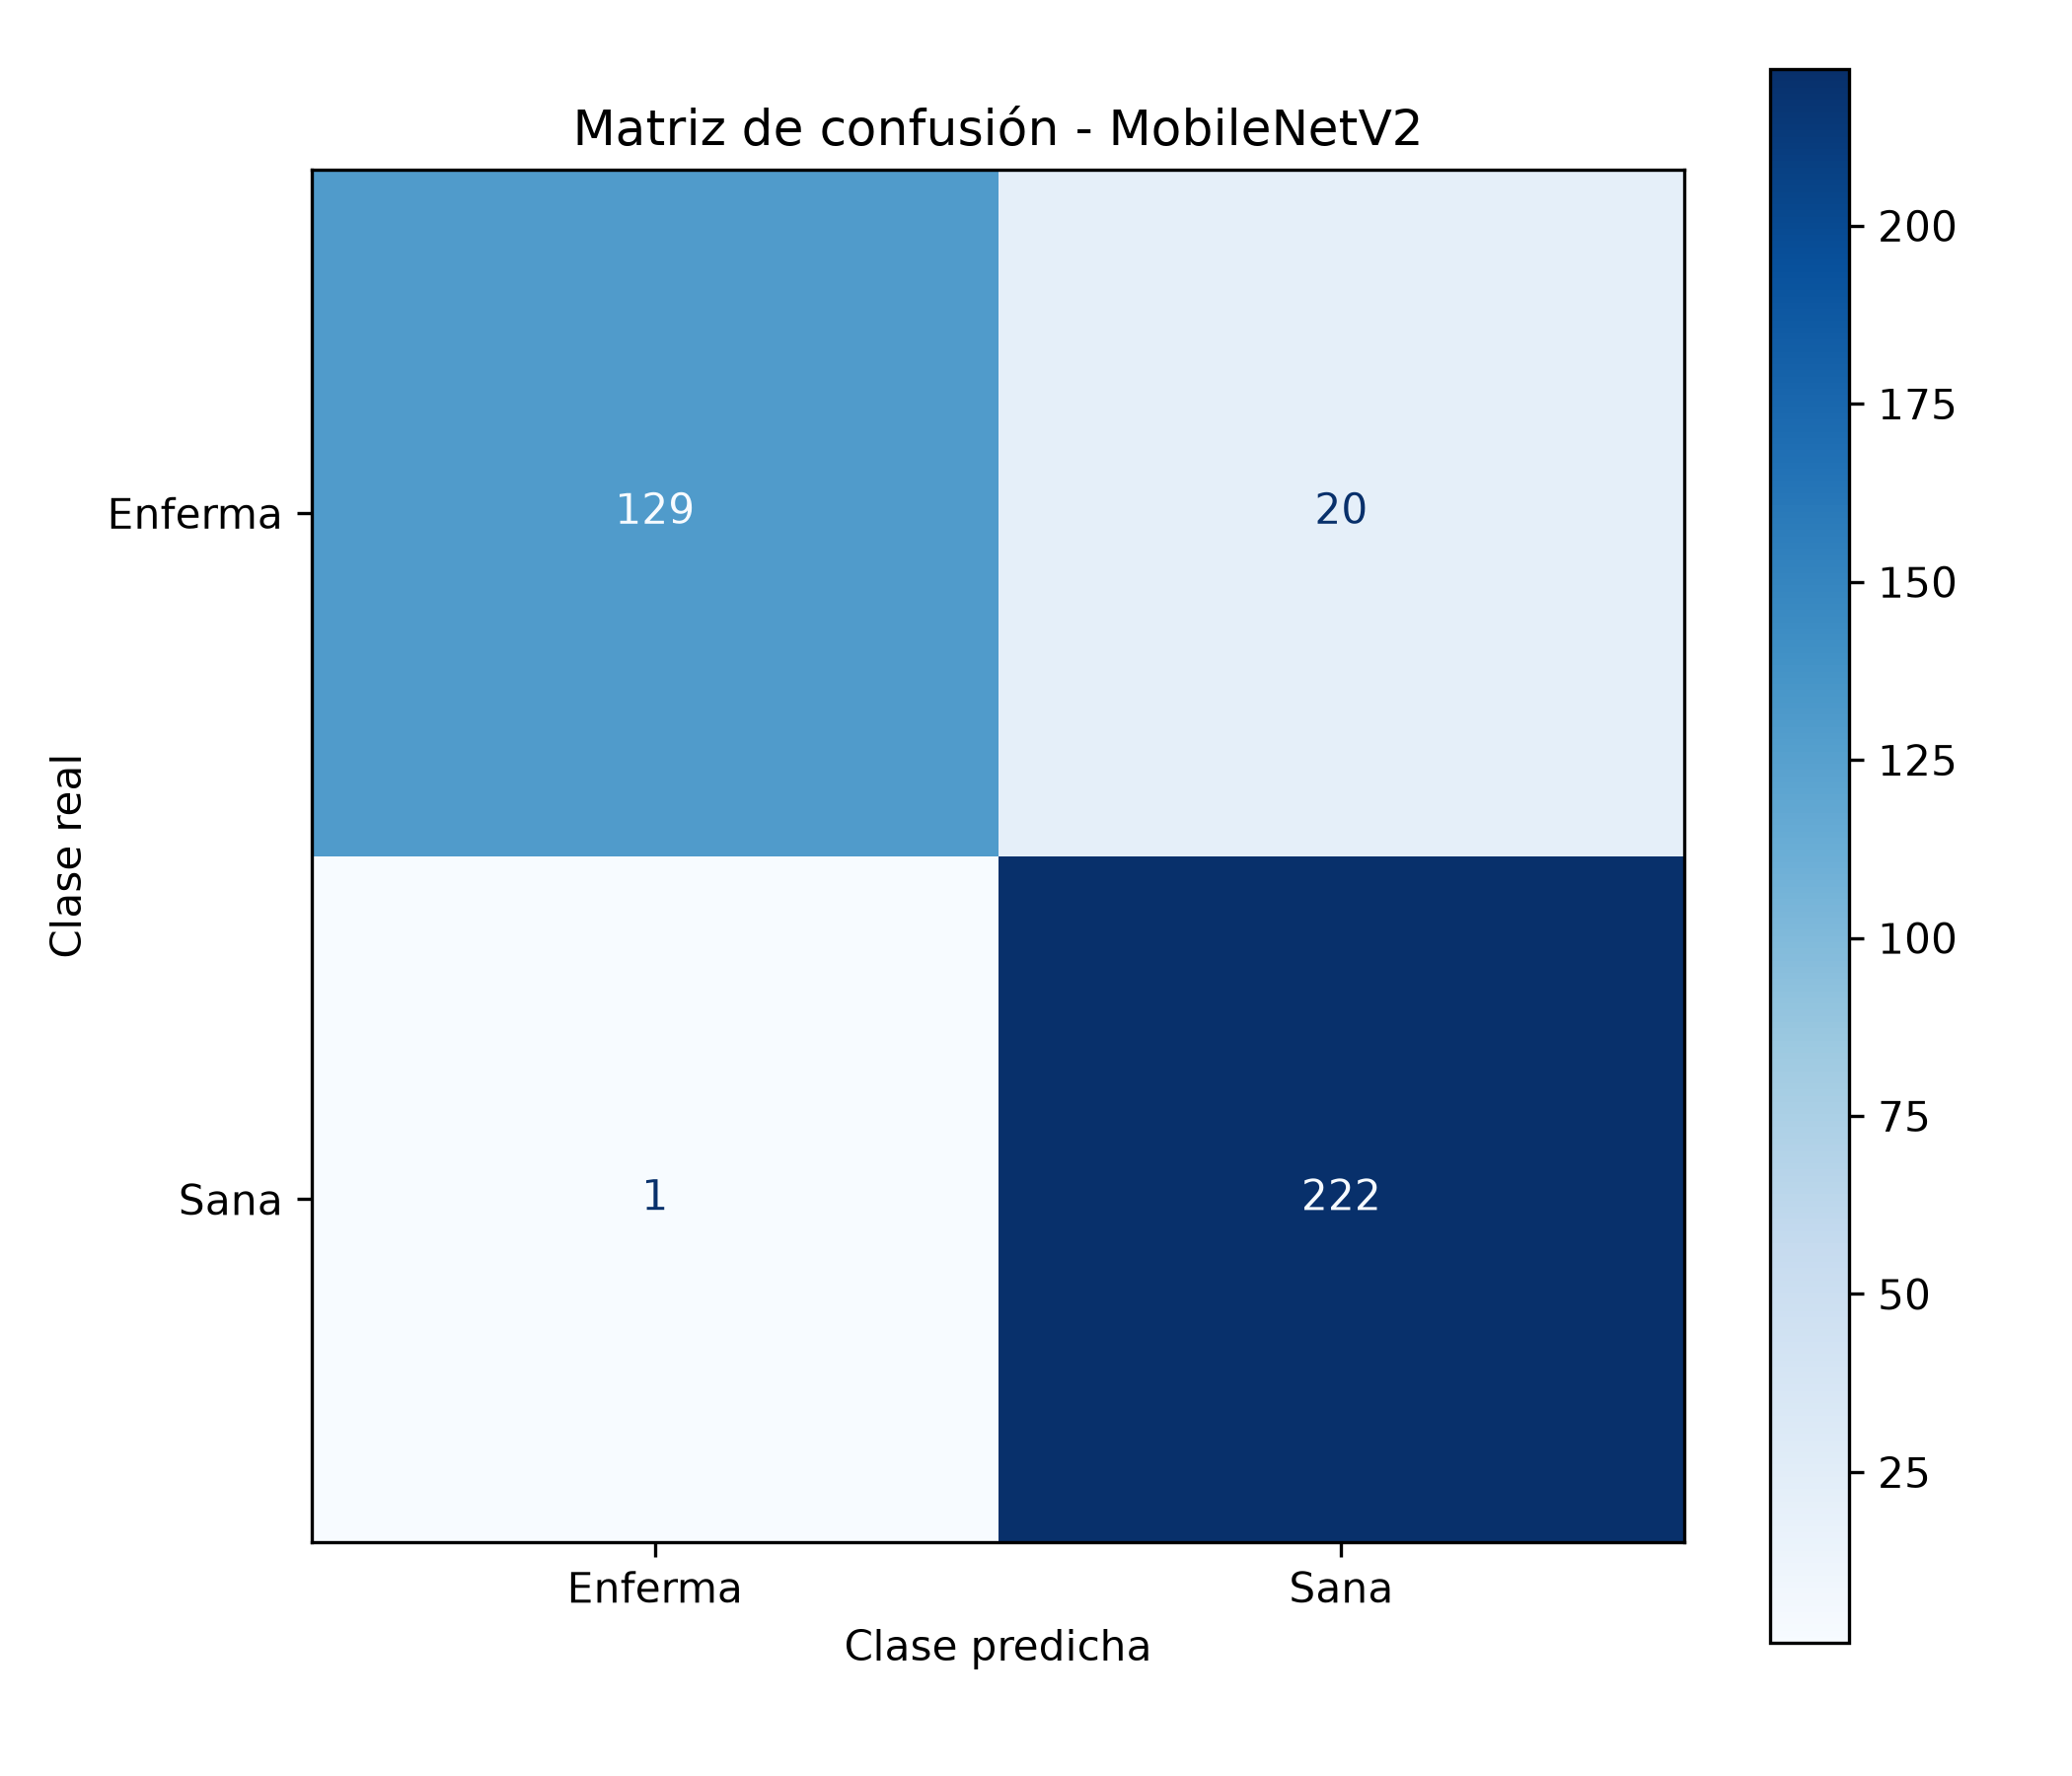 Matriz de confusión - MobileNetV2
Clase real
Enferma
129
20
Sana
1
222
Enferma
Sana
Clase predicha
200
175
150
125
100
75
50
25